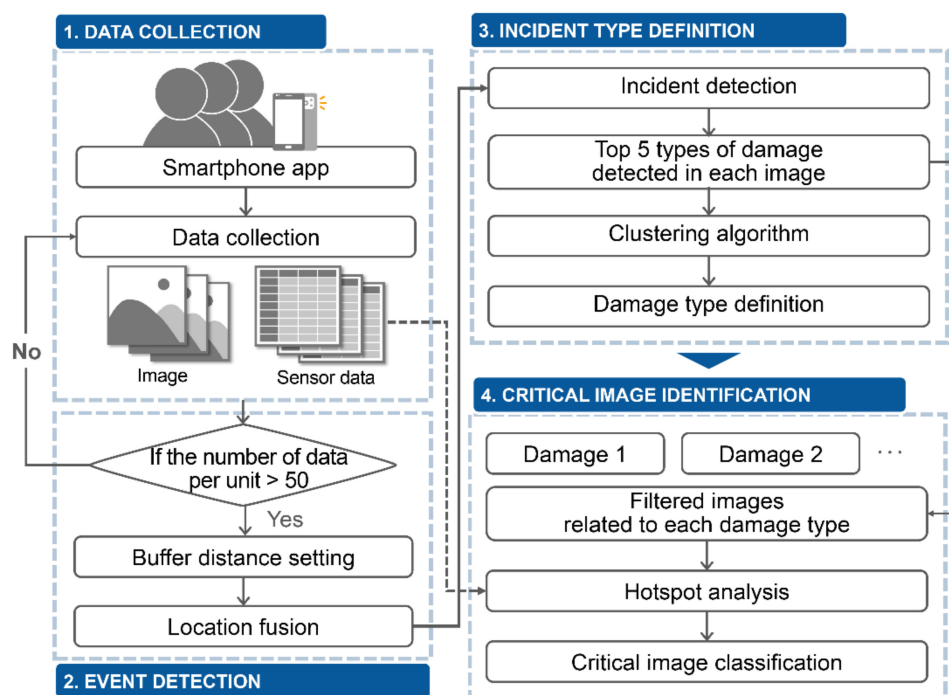 1. DATA COLLECTION
Smartphone app
Data collection
Image
Sensor data
No
If the number of data
per unit > 50
Yes
Buffer distance setting
Location fusion
2. EVENT DETECTION
3. INCIDENT TYPE DEFINITION
Incident detection
Top 5 types of damage
detected in each image
Clustering algorithm
Damage type definition
4. CRITICAL IMAGE IDENTIFICATION
Damage 1
Damage 2
...
Filtered images
related to each damage type
Hotspot analysis
Critical image classification